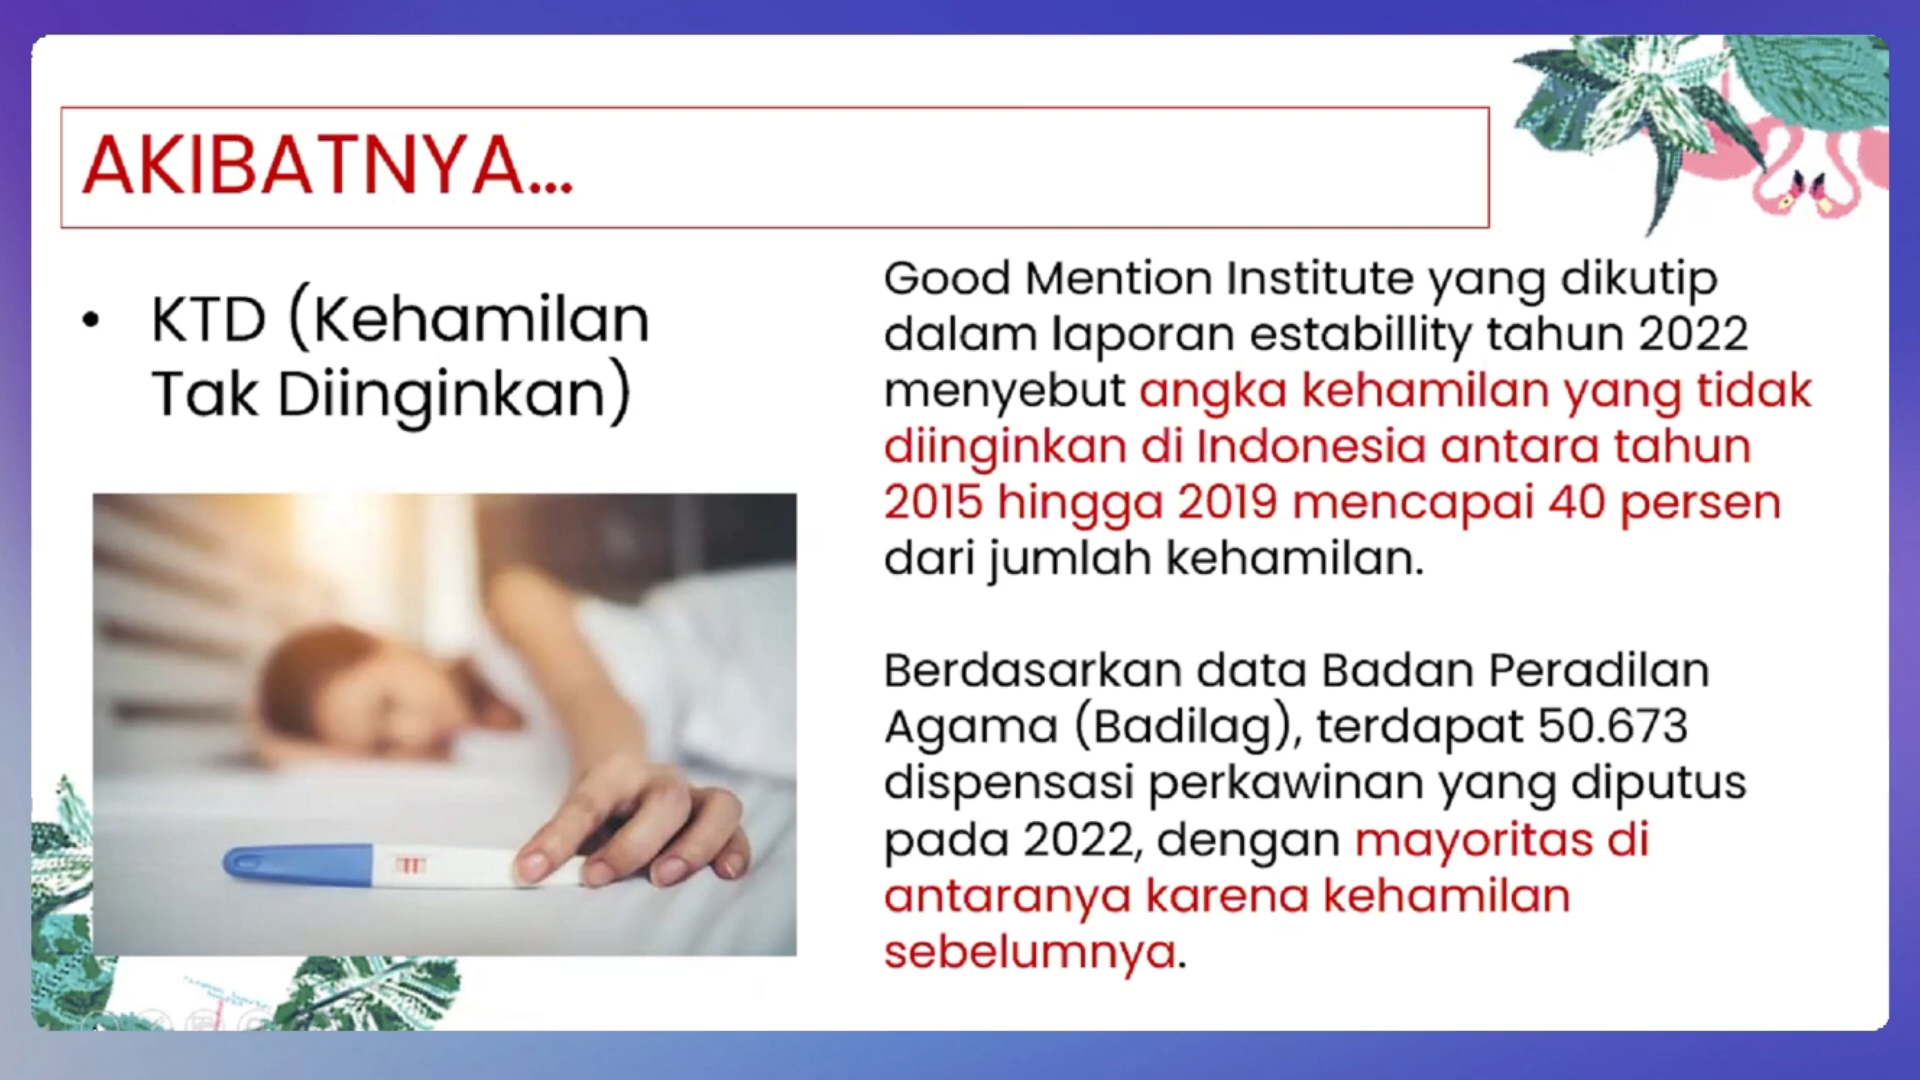 AKIBATNYA...
• KTD (Kehamilan
Tak Diinginkan)
Good Mention Institute yang dikutip
dalam laporan estabillity tahun 2022
menyebut angka kehamilan yang tidak
diinginkan di Indonesia antara tahun
2015 hingga 2019 mencapai 40 persen
dari jumlah kehamilan.
Berdasarkan data Badan Peradilan
Agama (Badilag), terdapat 50.673
dispensasi perkawinan yang diputus
pada 2022, dengan mayoritas di
antaranya karena kehamilan
sebelumnya.